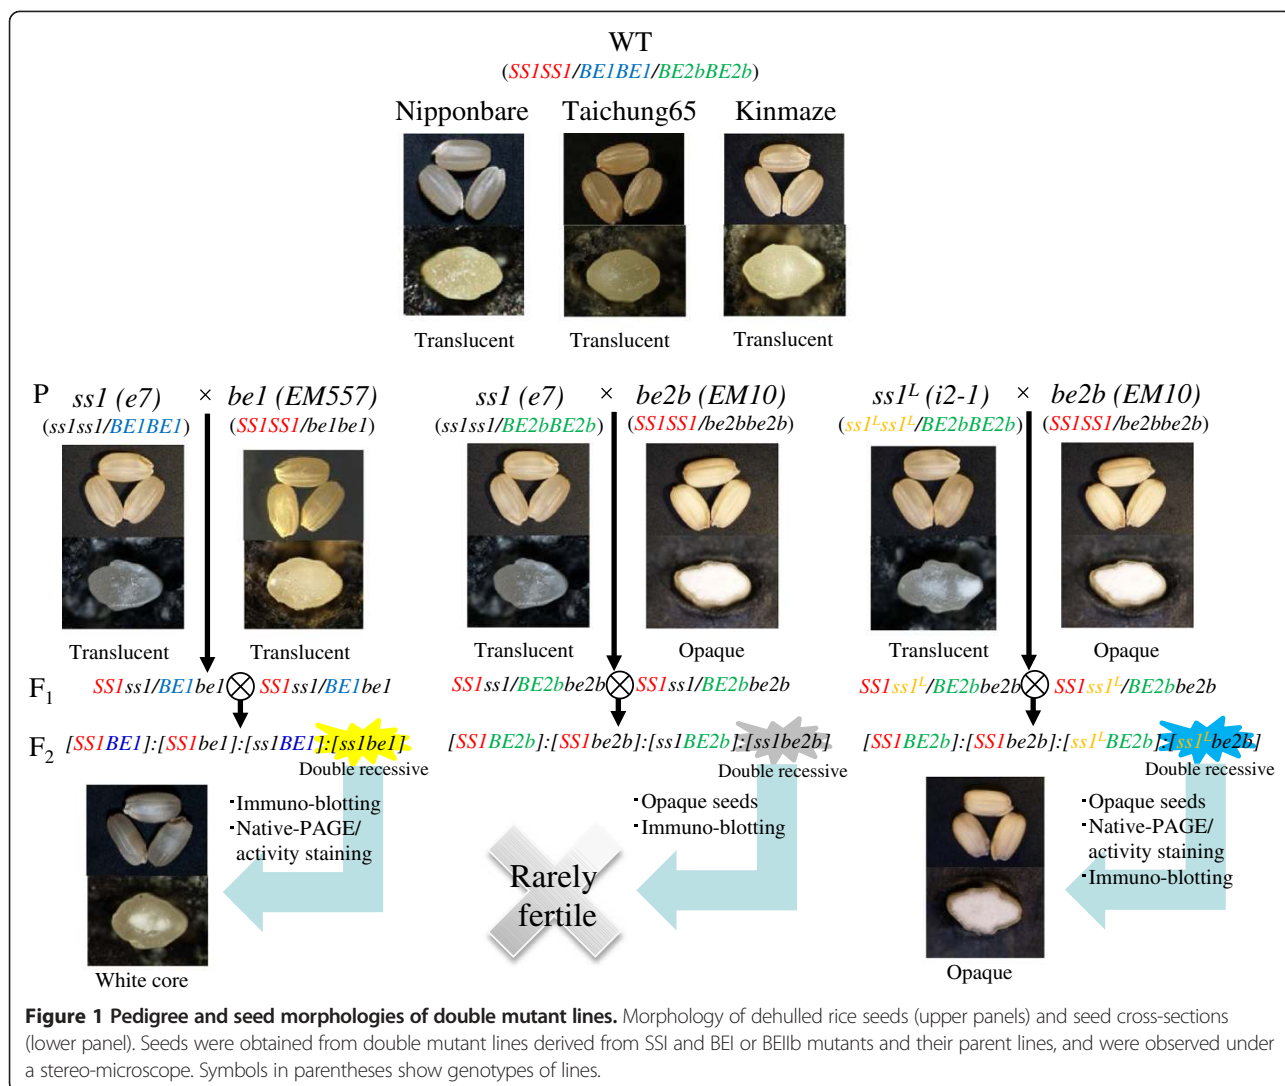 WT
(SS1SS1/BE1BE1/BE2bBE2b)
Nipponbare Taichung65 Kinmaze
Translucent Translucent Translucent
P ss1 (e7) × be1 (EM557) ss1 (e7) × be2b (EM10) ss1ᴸ (i2-1) × be2b (EM10)
(ss1ss1/BE1BE1) (SS1SS1/be1be1) (ss1ss1/BE2bBE2b) (SS1SS1/be2bbe2b) (ss1ᴸss1ᴸ/BE2bBE2b) (SS1SS1/be2bbe2b)
Translucent Translucent Translucent Opaque Translucent Opaque
F₁ SS1ss1/BE1be1 SS1ss1/BE1be1 SS1ss1/BE2bbe2b SS1ss1/BE2bbe2b SS1ss1ᴸ/BE2bbe2b SS1ss1ᴸ/BE2bbe2b
F₂ [SS1BE1]:[SS1be1]:[ss1BE1]:[ss1be1] [SS1BE2b]:[SS1be2b]:[ss1BE2b]:[ss1be2b] [SS1BE2b]:[SS1be2b]:[ss1ᴸBE2b]:[ss1ᴸbe2b]
Double recessive Double recessive Double recessive
・Immuno-blotting
・Native-PAGE/
activity staining
White core
・Opaque seeds
・Immuno-blotting
Rarely
fertile
・Opaque seeds
・Native-PAGE/
activity staining
・Immuno-blotting
Opaque
Figure 1 Pedigree and seed morphologies of double mutant lines. Morphology of dehulled rice seeds (upper panels) and seed cross-sections
(lower panel). Seeds were obtained from double mutant lines derived from SSI and BEI or BEIIb mutants and their parent lines, and were observed under
a stereo-microscope. Symbols in parentheses show genotypes of lines.